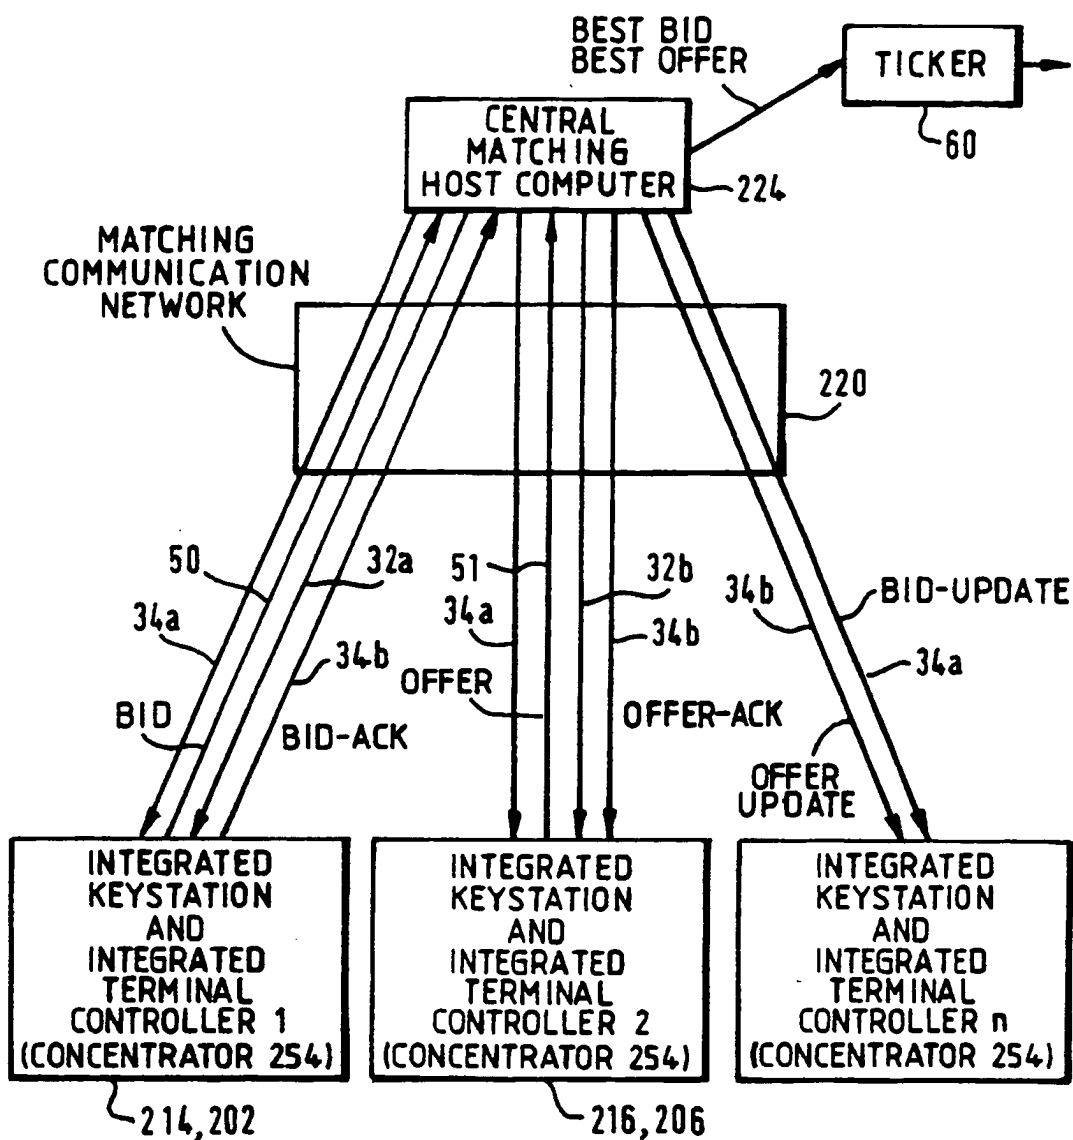 BEST BID
BEST OFFER
TICKER
60
CENTRAL
MATCHING
HOST COMPUTER
224
MATCHING
COMMUNICATION
NETWORK
220
50
32a
34a
34b
BID
BID-ACK
51
34a
OFFER
32b
34b
OFFER-ACK
34b
BID-UPDATE
34a
OFFER
UPDATE
INTEGRATED
KEYSTATION
AND
INTEGRATED
TERMINAL
CONTROLLER 1
(CONCENTRATOR 254)
214,202
INTEGRATED
KEYSTATION
AND
INTEGRATED
TERMINAL
CONTROLLER 2
(CONCENTRATOR 254)
216,206
INTEGRATED
KEYSTATION
AND
INTEGRATED
TERMINAL
CONTROLLER n
(CONCENTRATOR 254)